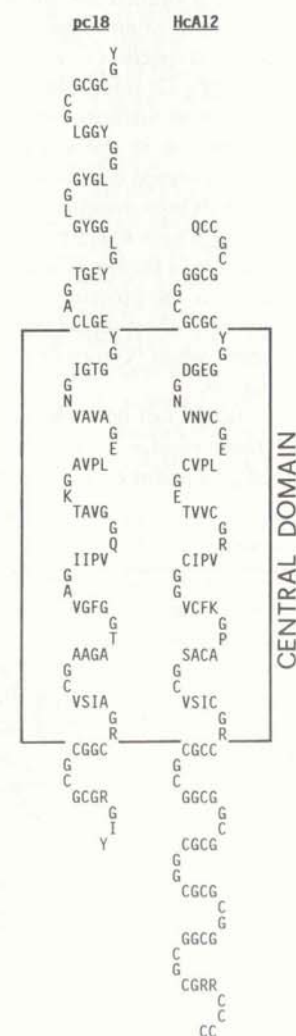 pc18
Y
G
GCGC
C
G
LGGY
G
G
GYGL
G
L
GYGG
L
G
TGEY
G
A
CLGE
Y
G
IGTG
G
N
VAVA
G
E
AVPL
G
K
TAVG
G
Q
IIPV
G
A
VGFG
G
T
AAGA
G
C
VSIA
G
R
CGGC
G
C
GCGR
G
I
Y
HcA12
QCC
G
C
GGCG
G
C
GCGC
Y
G
DGEG
G
N
VNVC
G
E
CVPL
G
E
TVVC
G
R
CIPV
G
G
VCFK
G
P
SACA
G
C
VSIC
G
R
CGCC
G
C
GGCG
G
C
CGCG
G
G
CGCG
C
G
GGCG
C
G
CGRR
C
C
CC
CENTRAL DOMAIN